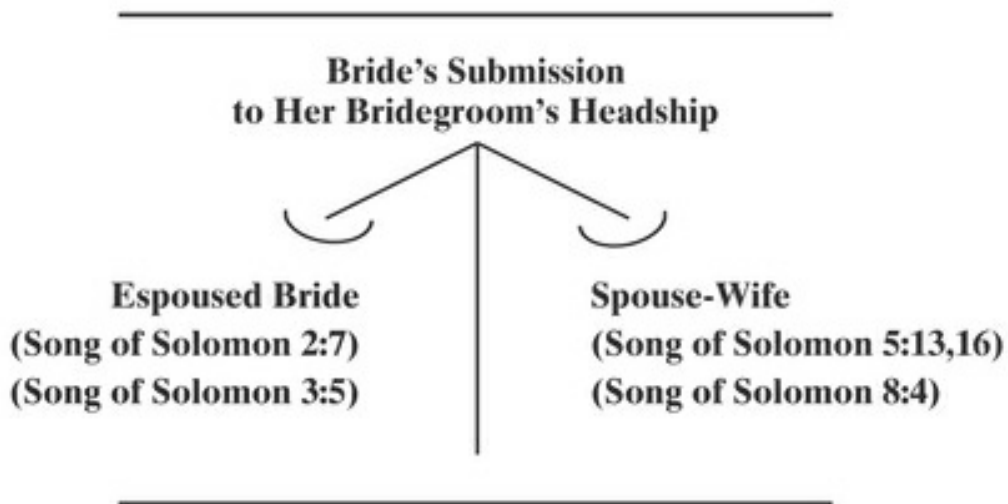 Bride’s Submission
to Her Bridegroom’s Headship
Espoused Bride
(Song of Solomon 2:7)
(Song of Solomon 3:5)
Spouse-Wife
(Song of Solomon 5:13,16)
(Song of Solomon 8:4)